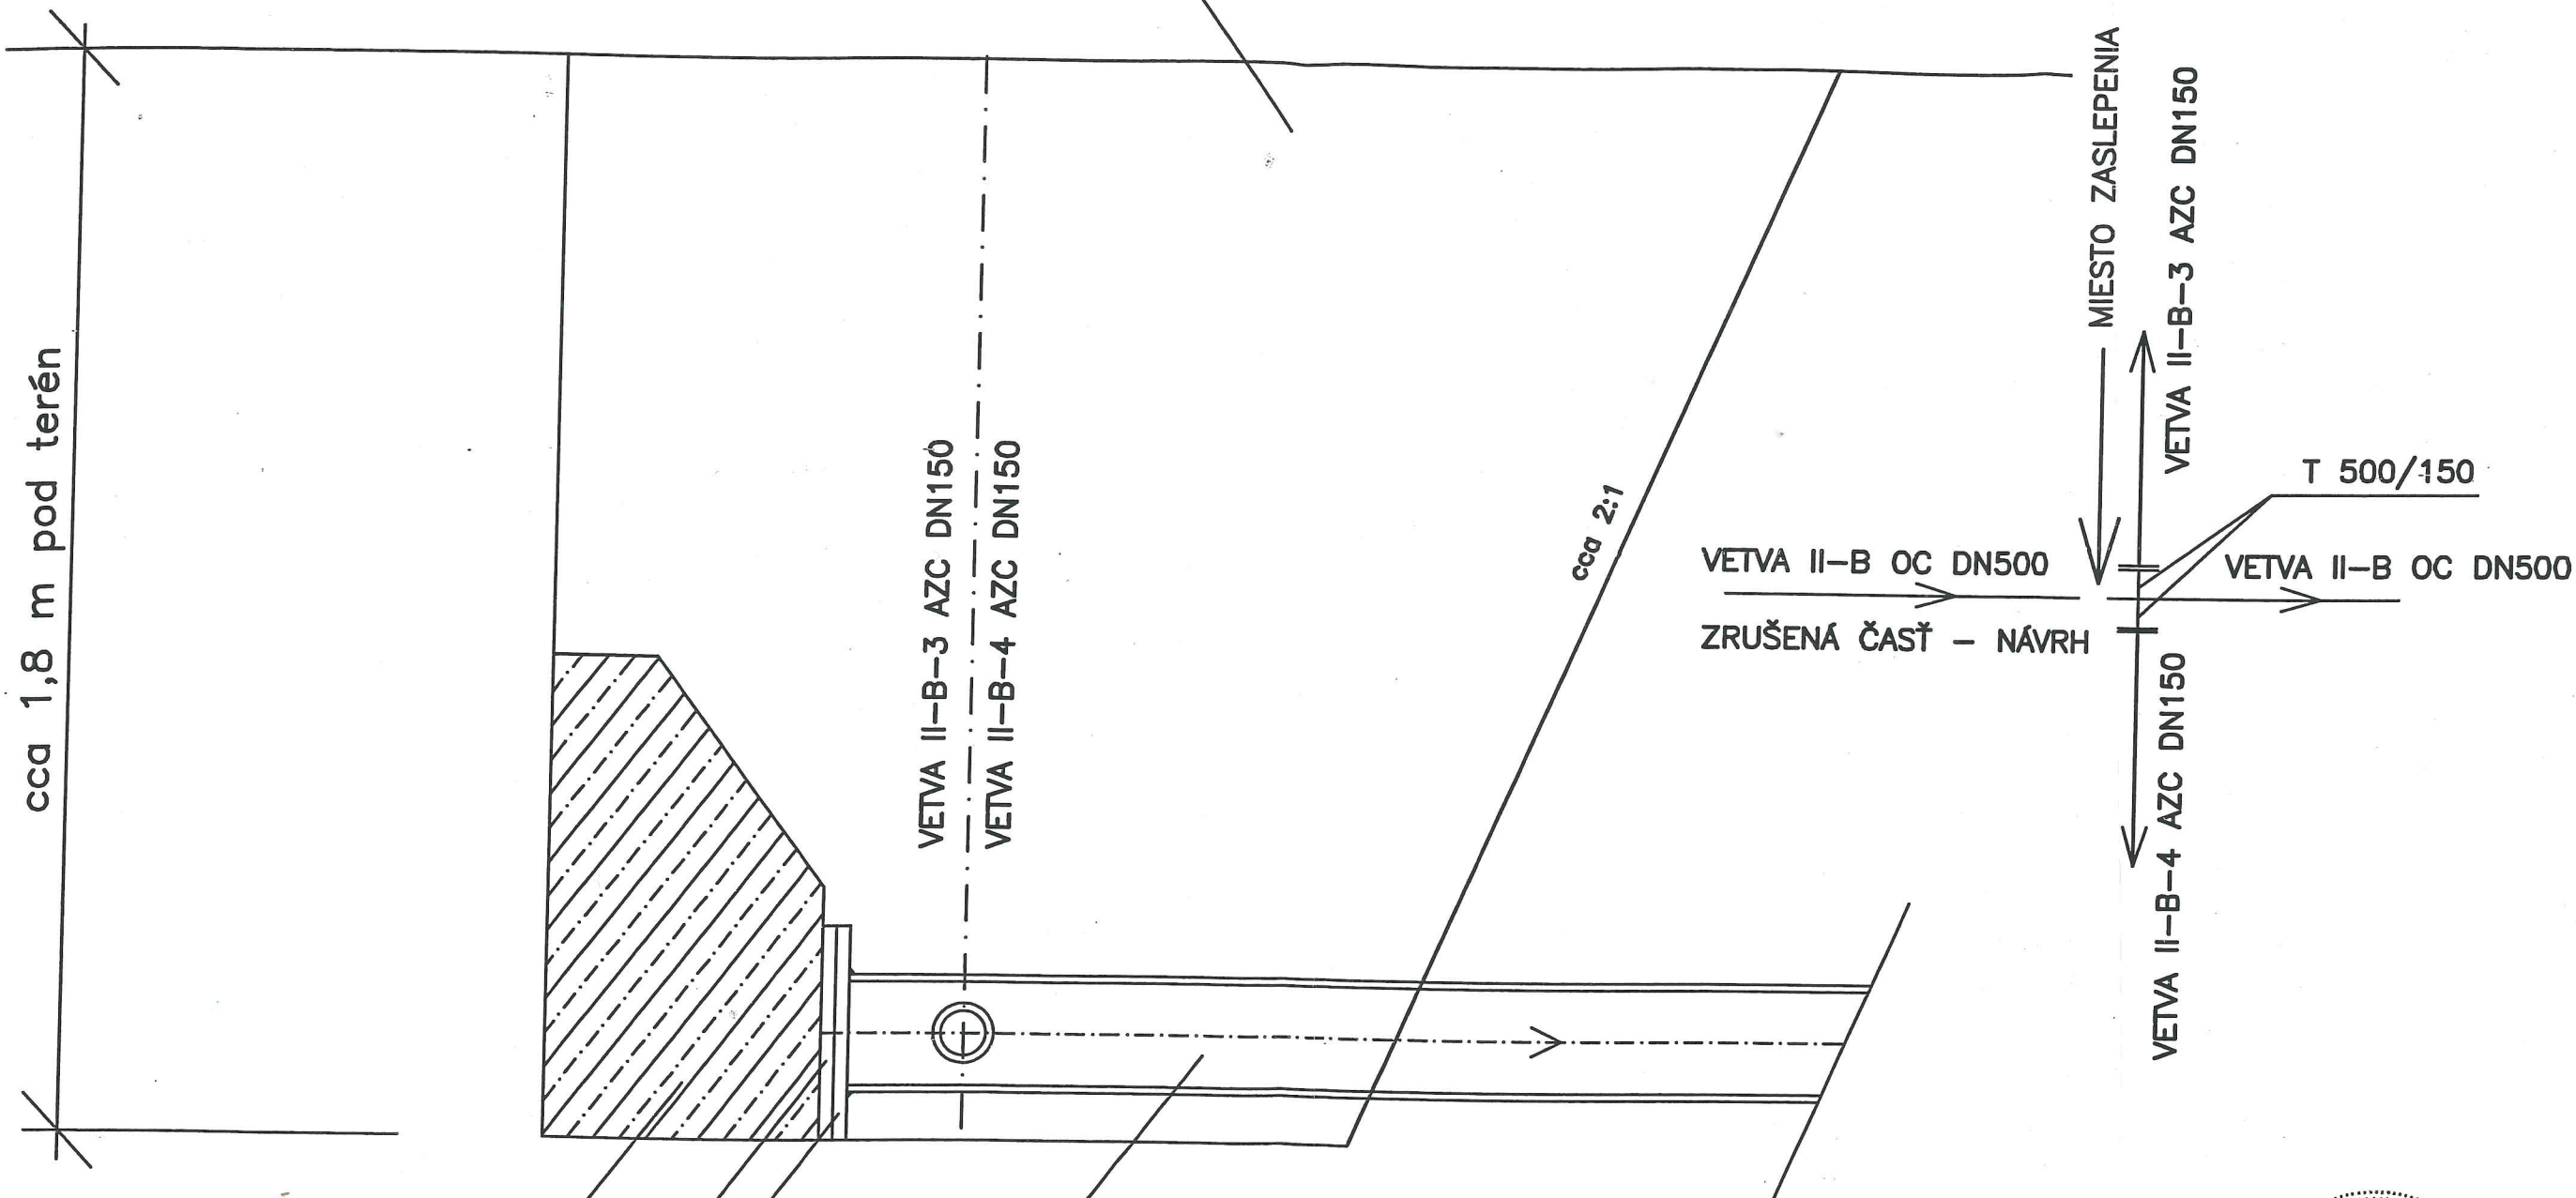 cca 1,8 m pod terén
VETVA II-B-3 AZC DN150
VETVA II-B-4 AZC DN150
cca 2:1
MIESTO ZASLEPENIA
VETVA II-B-3 AZC DN150
T 500/150
VETVA II-B OC DN500
VETVA II-B OC DN500
ZRUŠENÁ ČASŤ - NÁVRH
VETVA II-B-4 AZC DN150